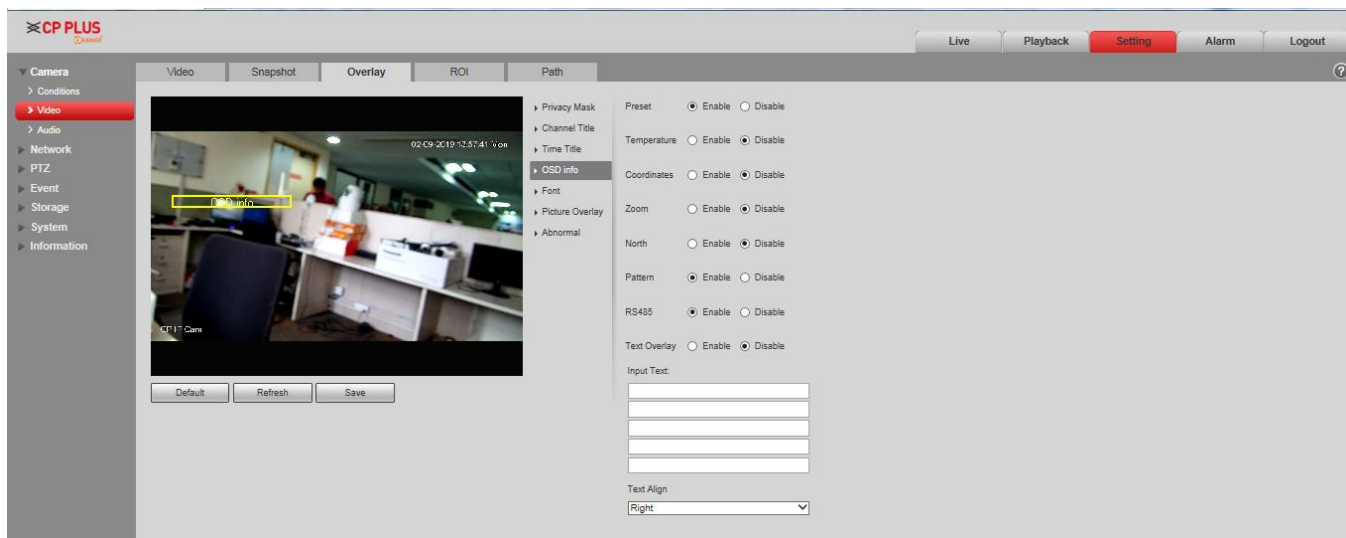 CP PLUS
ORANGE
Live Playback Setting Alarm Logout
Camera
Conditions
Video
Audio
Network
PTZ
Event
Storage
System
Information
Video Snapshot Overlay ROI Path
?
02-09-2019 13:57:41 Mon
OSD info
CP IP Cam
Default Refresh Save
Privacy Mask
Channel Title
Time Title
OSD info
Font
Picture Overlay
Abnormal
Preset Enable Disable
Temperature Enable Disable
Coordinates Enable Disable
Zoom Enable Disable
North Enable Disable
Pattern Enable Disable
RS485 Enable Disable
Text Overlay Enable Disable
Input Text:
Text Align
Right